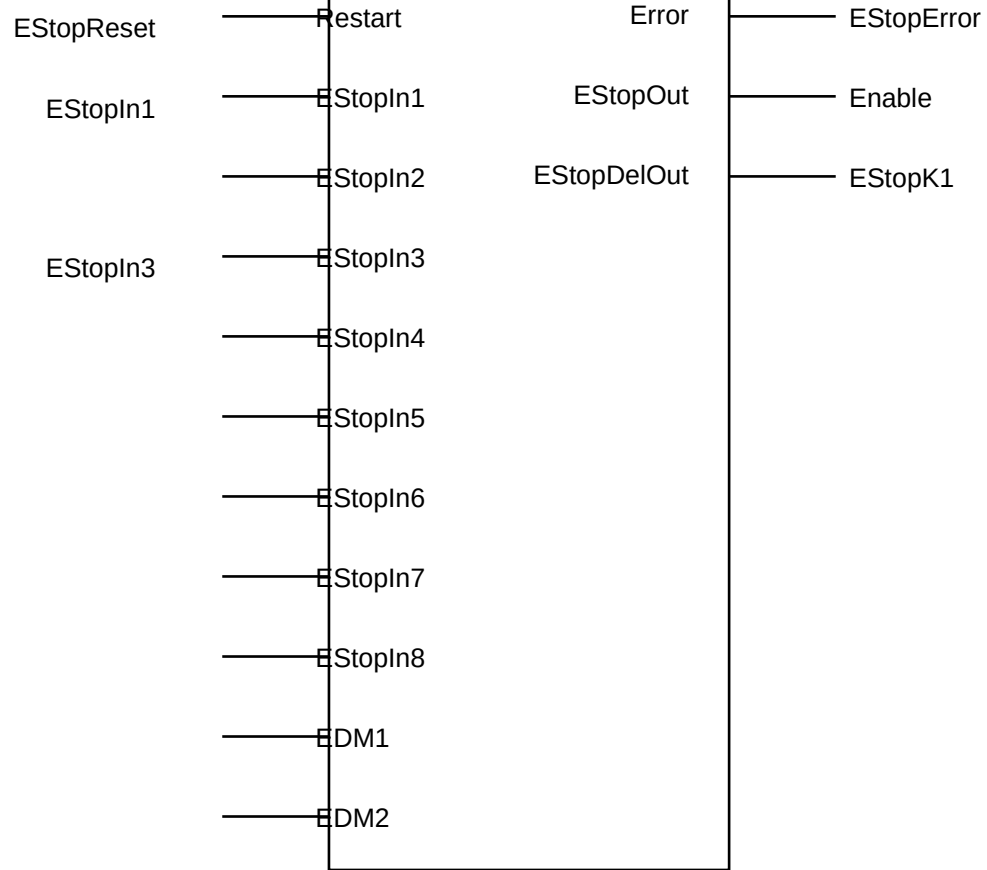 EStopReset Restart Error EStopError
EStopIn1 EStopIn1 EStopOut Enable
EStopIn2 EStopDelOut EStopK1
EStopIn3 EStopIn3
EStopIn4
EStopIn5
EStopIn6
EStopIn7
EStopIn8
EDM1
EDM2